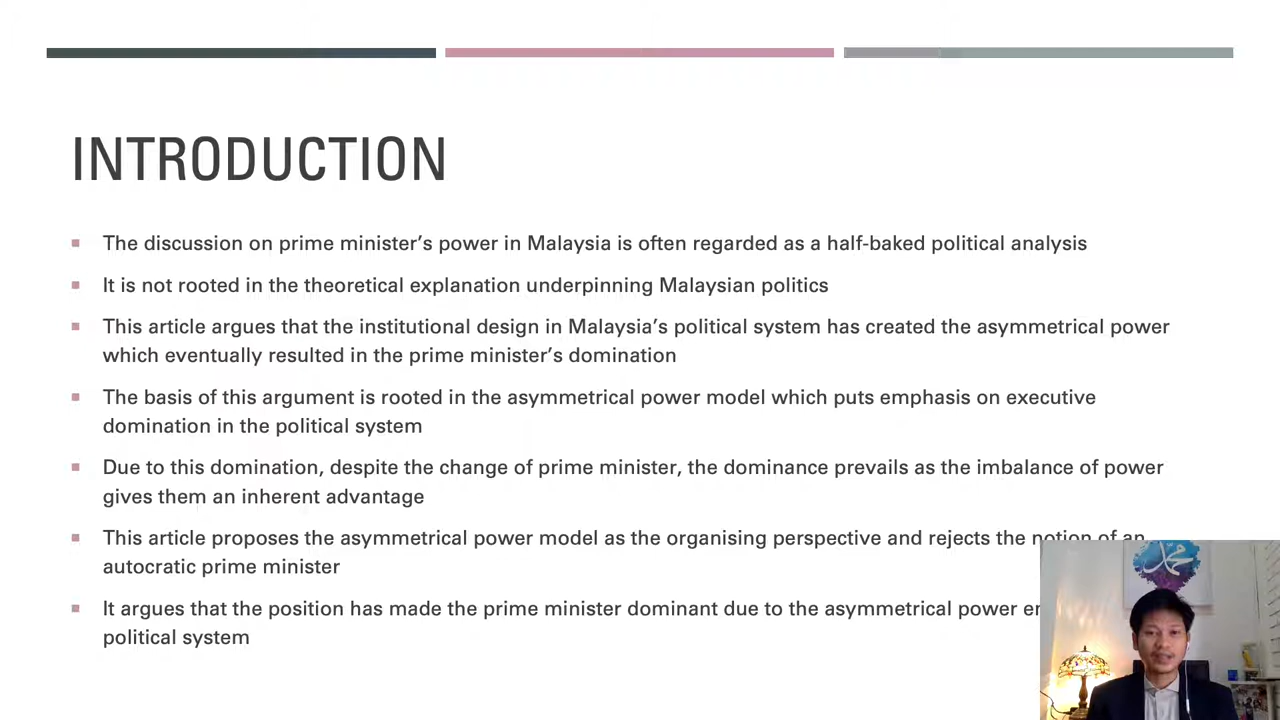 INTRODUCTION
The discussion on prime minister's power in Malaysia is often regarded as a half-baked political analysis
It is not rooted in the theoretical explanation underpinning Malaysian politics
This article argues that the institutional design in Malaysia's political system has created the asymmetrical power
which eventually resulted in the prime minister's domination
The basis of this argument is rooted in the asymmetrical power model which puts emphasis on executive
domination in the political system
Due to this domination, despite the change of prime minister, the dominance prevails as the imbalance of power
gives them an inherent advantage
This article proposes the asymmetrical power model as the organising perspective and rejects the notion of an
autocratic prime minister
It argues that the position has made the prime minister dominant due to the asymmetrical power
political system
محمد